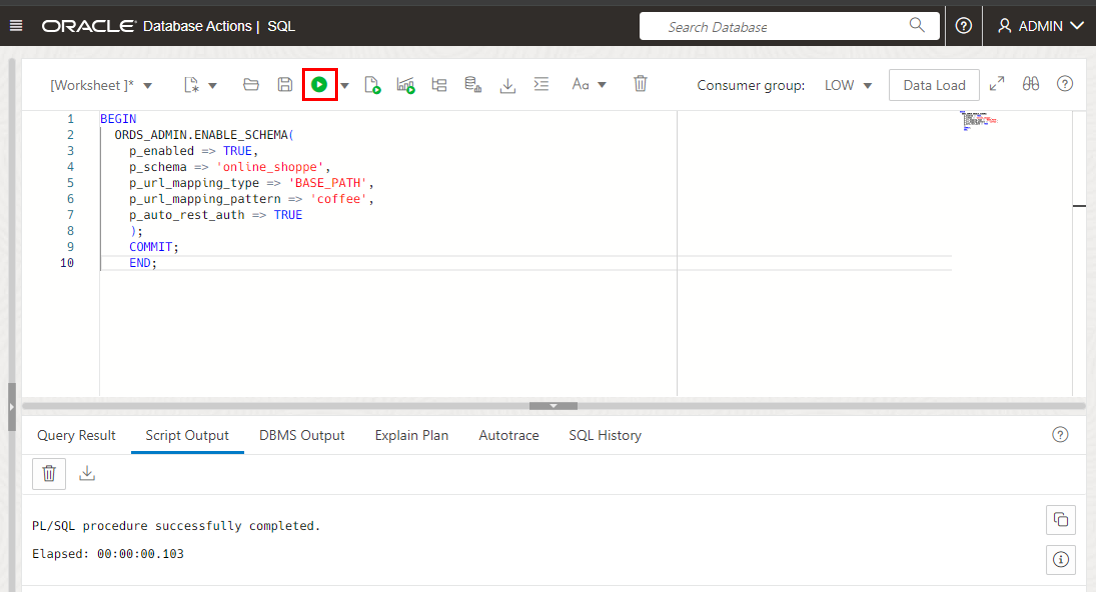 ORACLE Database Actions | SQL
Search Database
ADMIN
[Worksheet ]*
Aa
Consumer group: LOW
Data Load
1 BEGIN
2 ORDS_ADMIN.ENABLE_SCHEMA(
3 p_enabled => TRUE,
4 p_schema => 'online_shoppe',
5 p_url_mapping_type => 'BASE_PATH',
6 p_url_mapping_pattern => 'coffee',
7 p_auto_rest_auth => TRUE
8 );
9 COMMIT;
10 END;
Query Result Script Output DBMS Output Explain Plan Autotrace SQL History
PL/SQL procedure successfully completed.
Elapsed: 00:00:00.103